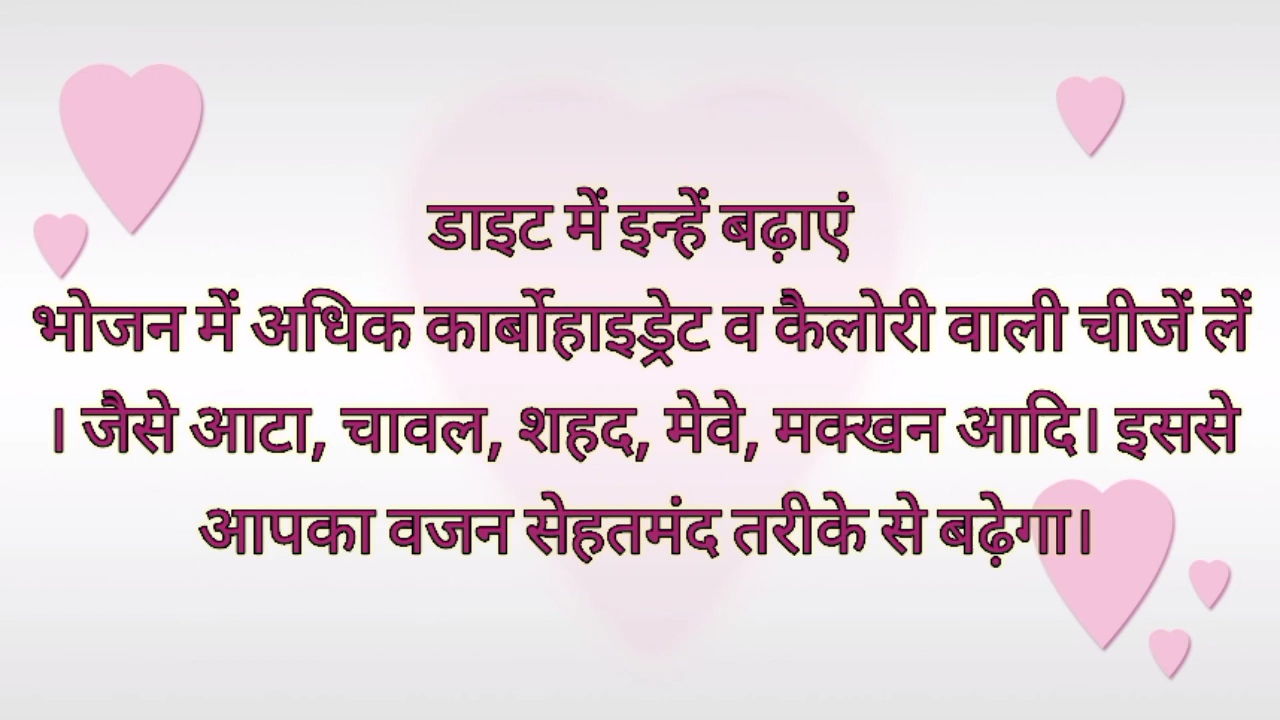 डाइट में इन्हें बढ़ाएं
भोजन में अधिक कार्बोहाइड्रेट व कैलोरी वाली चीजें लें
। जैसे आटा, चावल, शहद, मेवे, मक्खन आदि। इससे
आपका वजन सेहतमंद तरीके से बढ़ेगा।